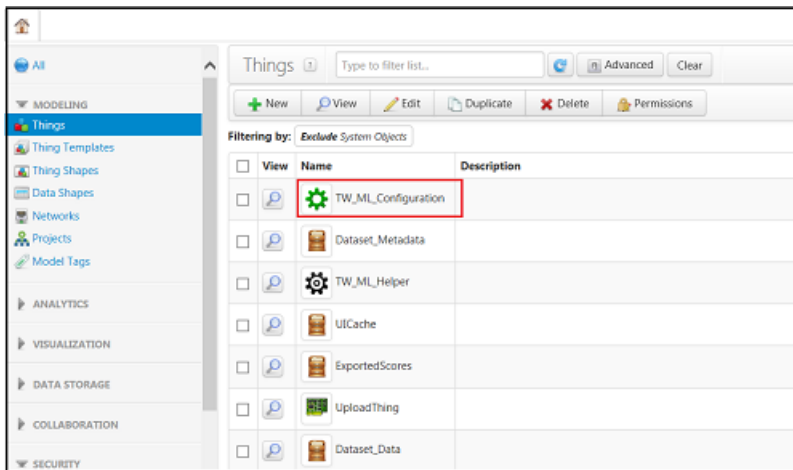 All
MODELING
Things
Thing Templates
Thing Shapes
Data Shapes
Networks
Projects
Model Tags
ANALYTICS
VISUALIZATION
DATA STORAGE
COLLABORATION
SECURITY
Things ?
Type to filter list...
Advanced
Clear
New
View
Edit
Duplicate
Delete
Permissions
Filtering by: Exclude System Objects
View Name Description
TW_ML_Configuration
Dataset_Metadata
TW_ML_Helper
UICache
ExportedScores
UploadThing
Dataset_Data